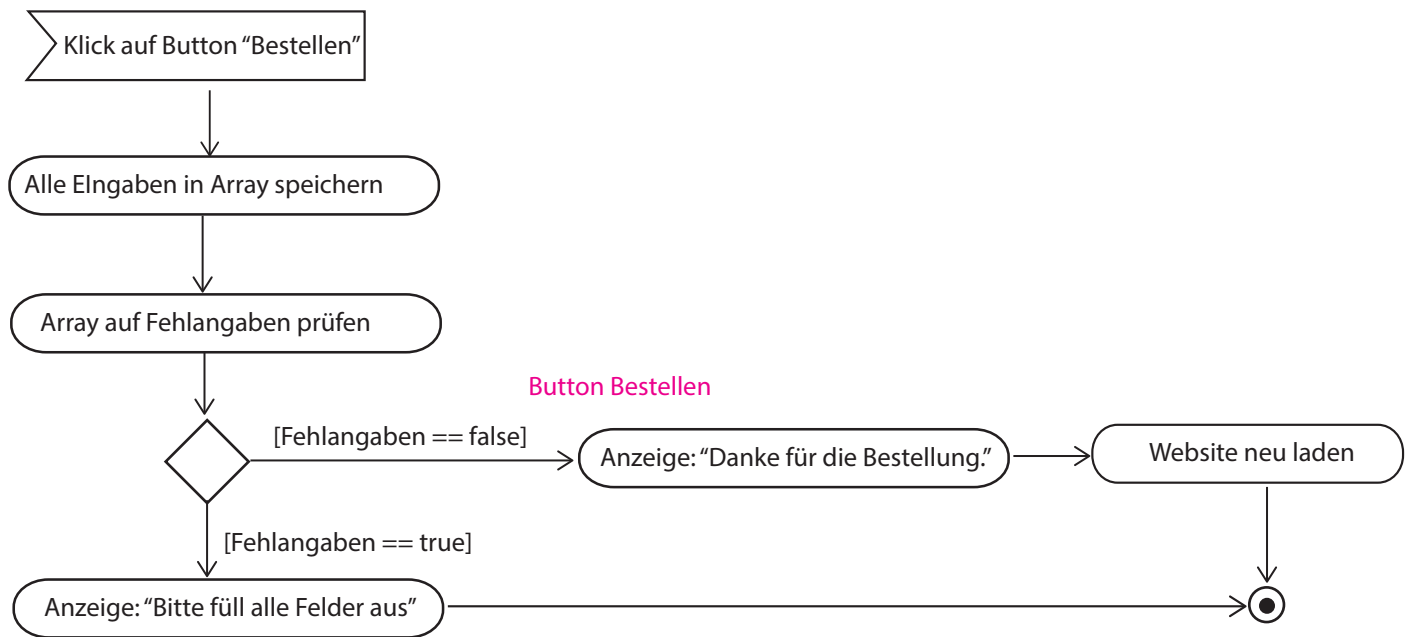 Klick auf Button “Bestellen”
Alle EIngaben in Array speichern
Array auf Fehlangaben prüfen
Button Bestellen
[Fehlangaben == false]
Anzeige: “Danke für die Bestellung.”
Website neu laden
[Fehlangaben == true]
Anzeige: “Bitte füll alle Felder aus”